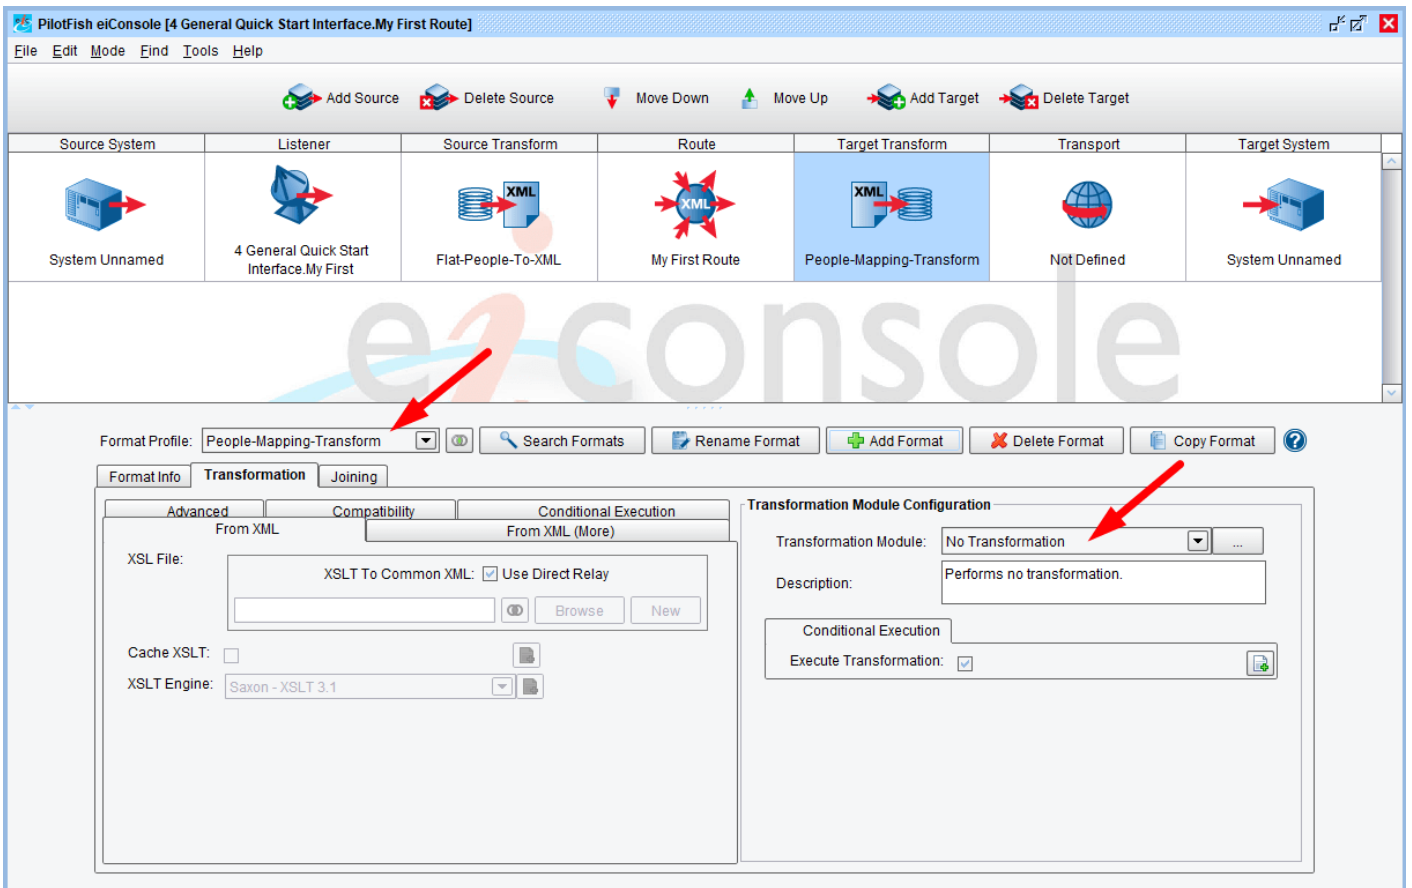 PilotFish eiConsole [4 General Quick Start Interface.My First Route]
File Edit Mode Find Tools Help
Add Source Delete Source Move Down Move Up Add Target Delete Target
Source System Listener Source Transform Route Target Transform Transport Target System
XML XML XML
System Unnamed 4 General Quick Start Flat-People-To-XML My First Route People-Mapping-Transform Not Defined System Unnamed
Interface.My First
eiconsole
Format Profile: People-Mapping-Transform Search Formats Rename Format Add Format Delete Format Copy Format ?
Format Info Transformation Joining
Advanced Compatibility Conditional Execution
From XML From XML (More)
XSL File:
XSLT To Common XML: Use Direct Relay
Browse New
Cache XSLT:
XSLT Engine: Saxon - XSLT 3.1
Transformation Module Configuration
Transformation Module: No Transformation ...
Description: Performs no transformation.
Conditional Execution
Execute Transformation: